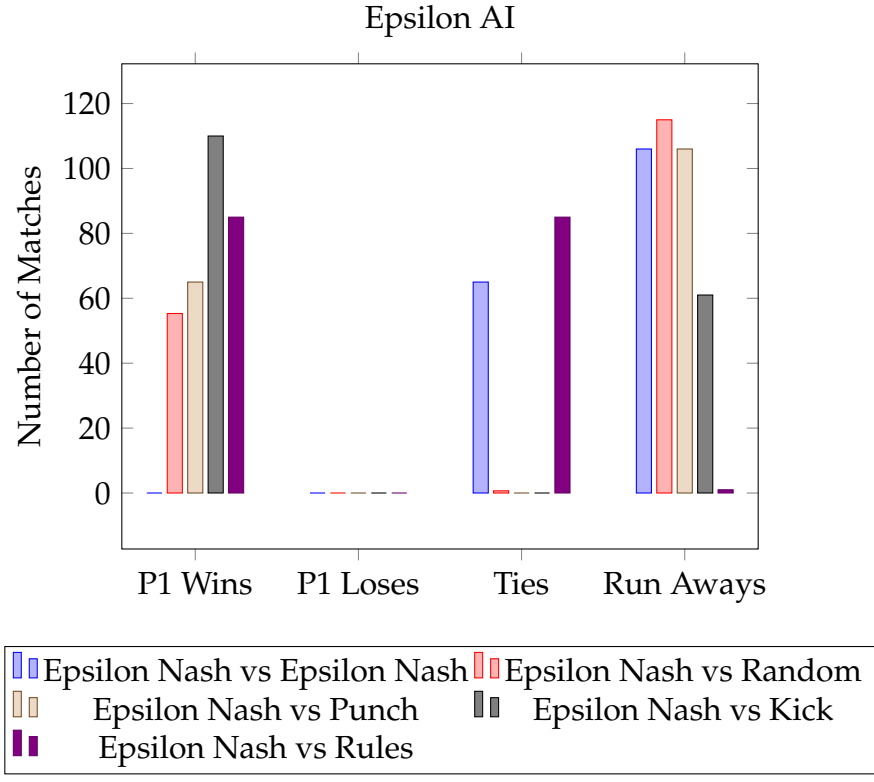 Epsilon AI
Number of Matches
120
100
80
60
40
20
0
P1 Wins P1 Loses Ties Run Aways
Epsilon Nash vs Epsilon Nash Epsilon Nash vs Random
Epsilon Nash vs Punch Epsilon Nash vs Kick
Epsilon Nash vs Rules